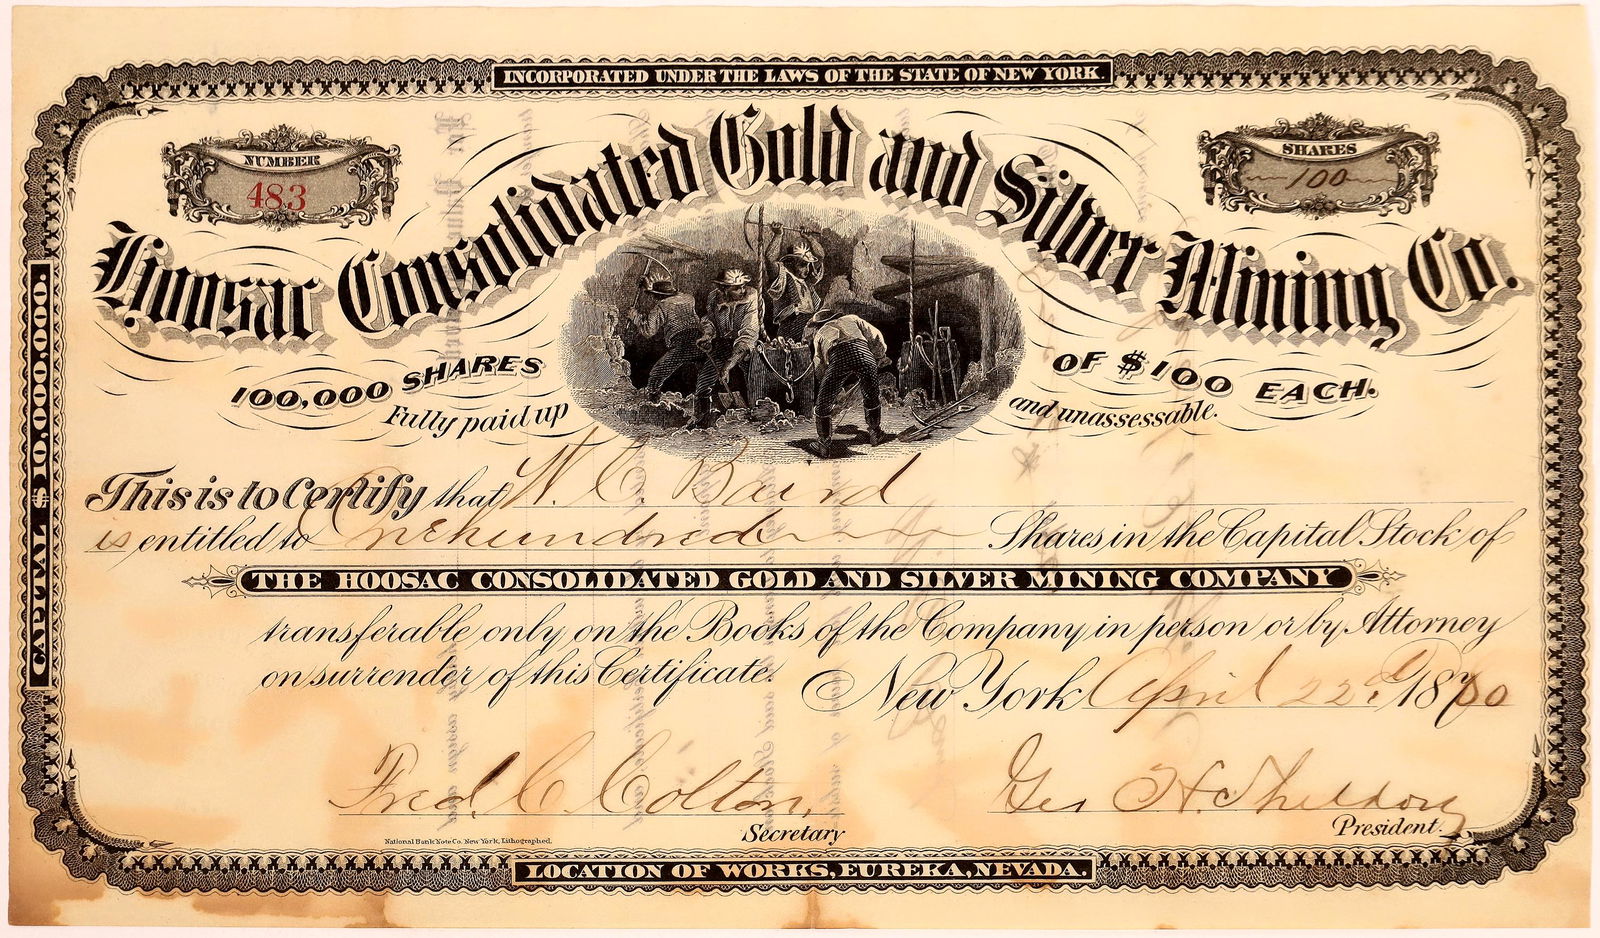 INCORPORATED UNDER THE LAWS OF THE STATE OF NEW YORK.
NUMBER
483
SHARES
100
Hoosac Consolidated Gold and Silver Mining Co.
100,000 SHARES OF $100 EACH.
Fully paid up and unassessable.
CAPITAL $10,000,000.
This is to Certify that W. C. Baird
is entitled to One hundred Shares in the Capital Stock of
THE HOOSAC CONSOLIDATED GOLD AND SILVER MINING COMPANY
transferable only on the Books of the Company in person or by Attorney
on surrender of this Certificate.
New York April 22d 1880
Fred. C. Colton,
Secretary
Geo H. Sheldon
President.
National Bank Note Co. New York, Lithographed.
LOCATION OF WORKS, EUREKA, NEVADA.